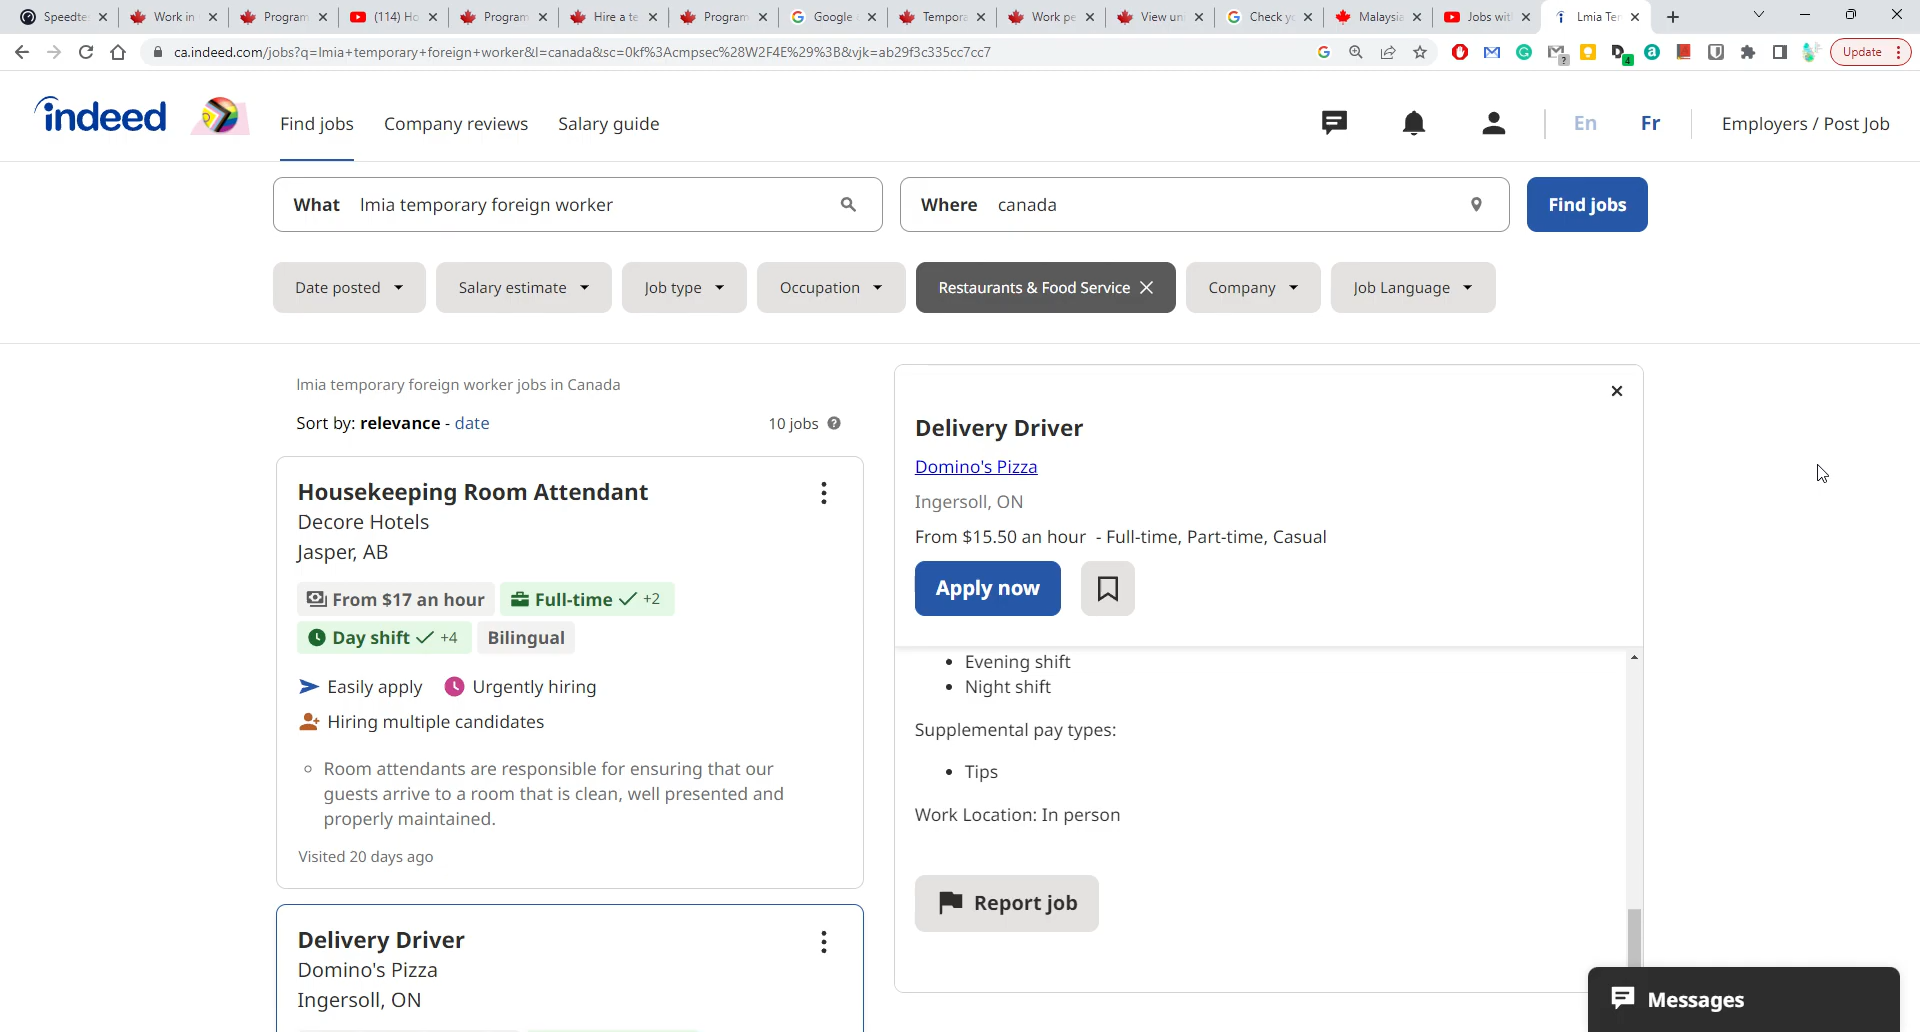 Speedte
Work in
Program
(114) Ho
Program
Hire a te
Program
Google
Tempora
Work pe
View un
Check yo
Malaysia
Jobs wit
Lmia Ter
ca.indeed.com/jobs?q=lmia+temporary+foreign+worker&l=canada&sc=0kf%3Acmpsec%28W2F4E%29%3B&vjk=ab29f3c335cc7cc7
Update
indeed
Find jobs
Company reviews
Salary guide
En
Fr
Employers / Post Job
What lmia temporary foreign worker
Where canada
Find jobs
Date posted
Salary estimate
Job type
Occupation
Restaurants & Food Service
Company
Job Language
lmia temporary foreign worker jobs in Canada
Sort by: relevance - date
10 jobs
Housekeeping Room Attendant
Decore Hotels
Jasper, AB
From $17 an hour
Full-time +2
Day shift +4
Bilingual
Easily apply
Urgently hiring
Hiring multiple candidates
Room attendants are responsible for ensuring that our
guests arrive to a room that is clean, well presented and
properly maintained.
Visited 20 days ago
Delivery Driver
Domino's Pizza
Ingersoll, ON
Delivery Driver
Domino's Pizza
Ingersoll, ON
From $15.50 an hour - Full-time, Part-time, Casual
Apply now
Evening shift
Night shift
Supplemental pay types:
Tips
Work Location: In person
Report job
Messages